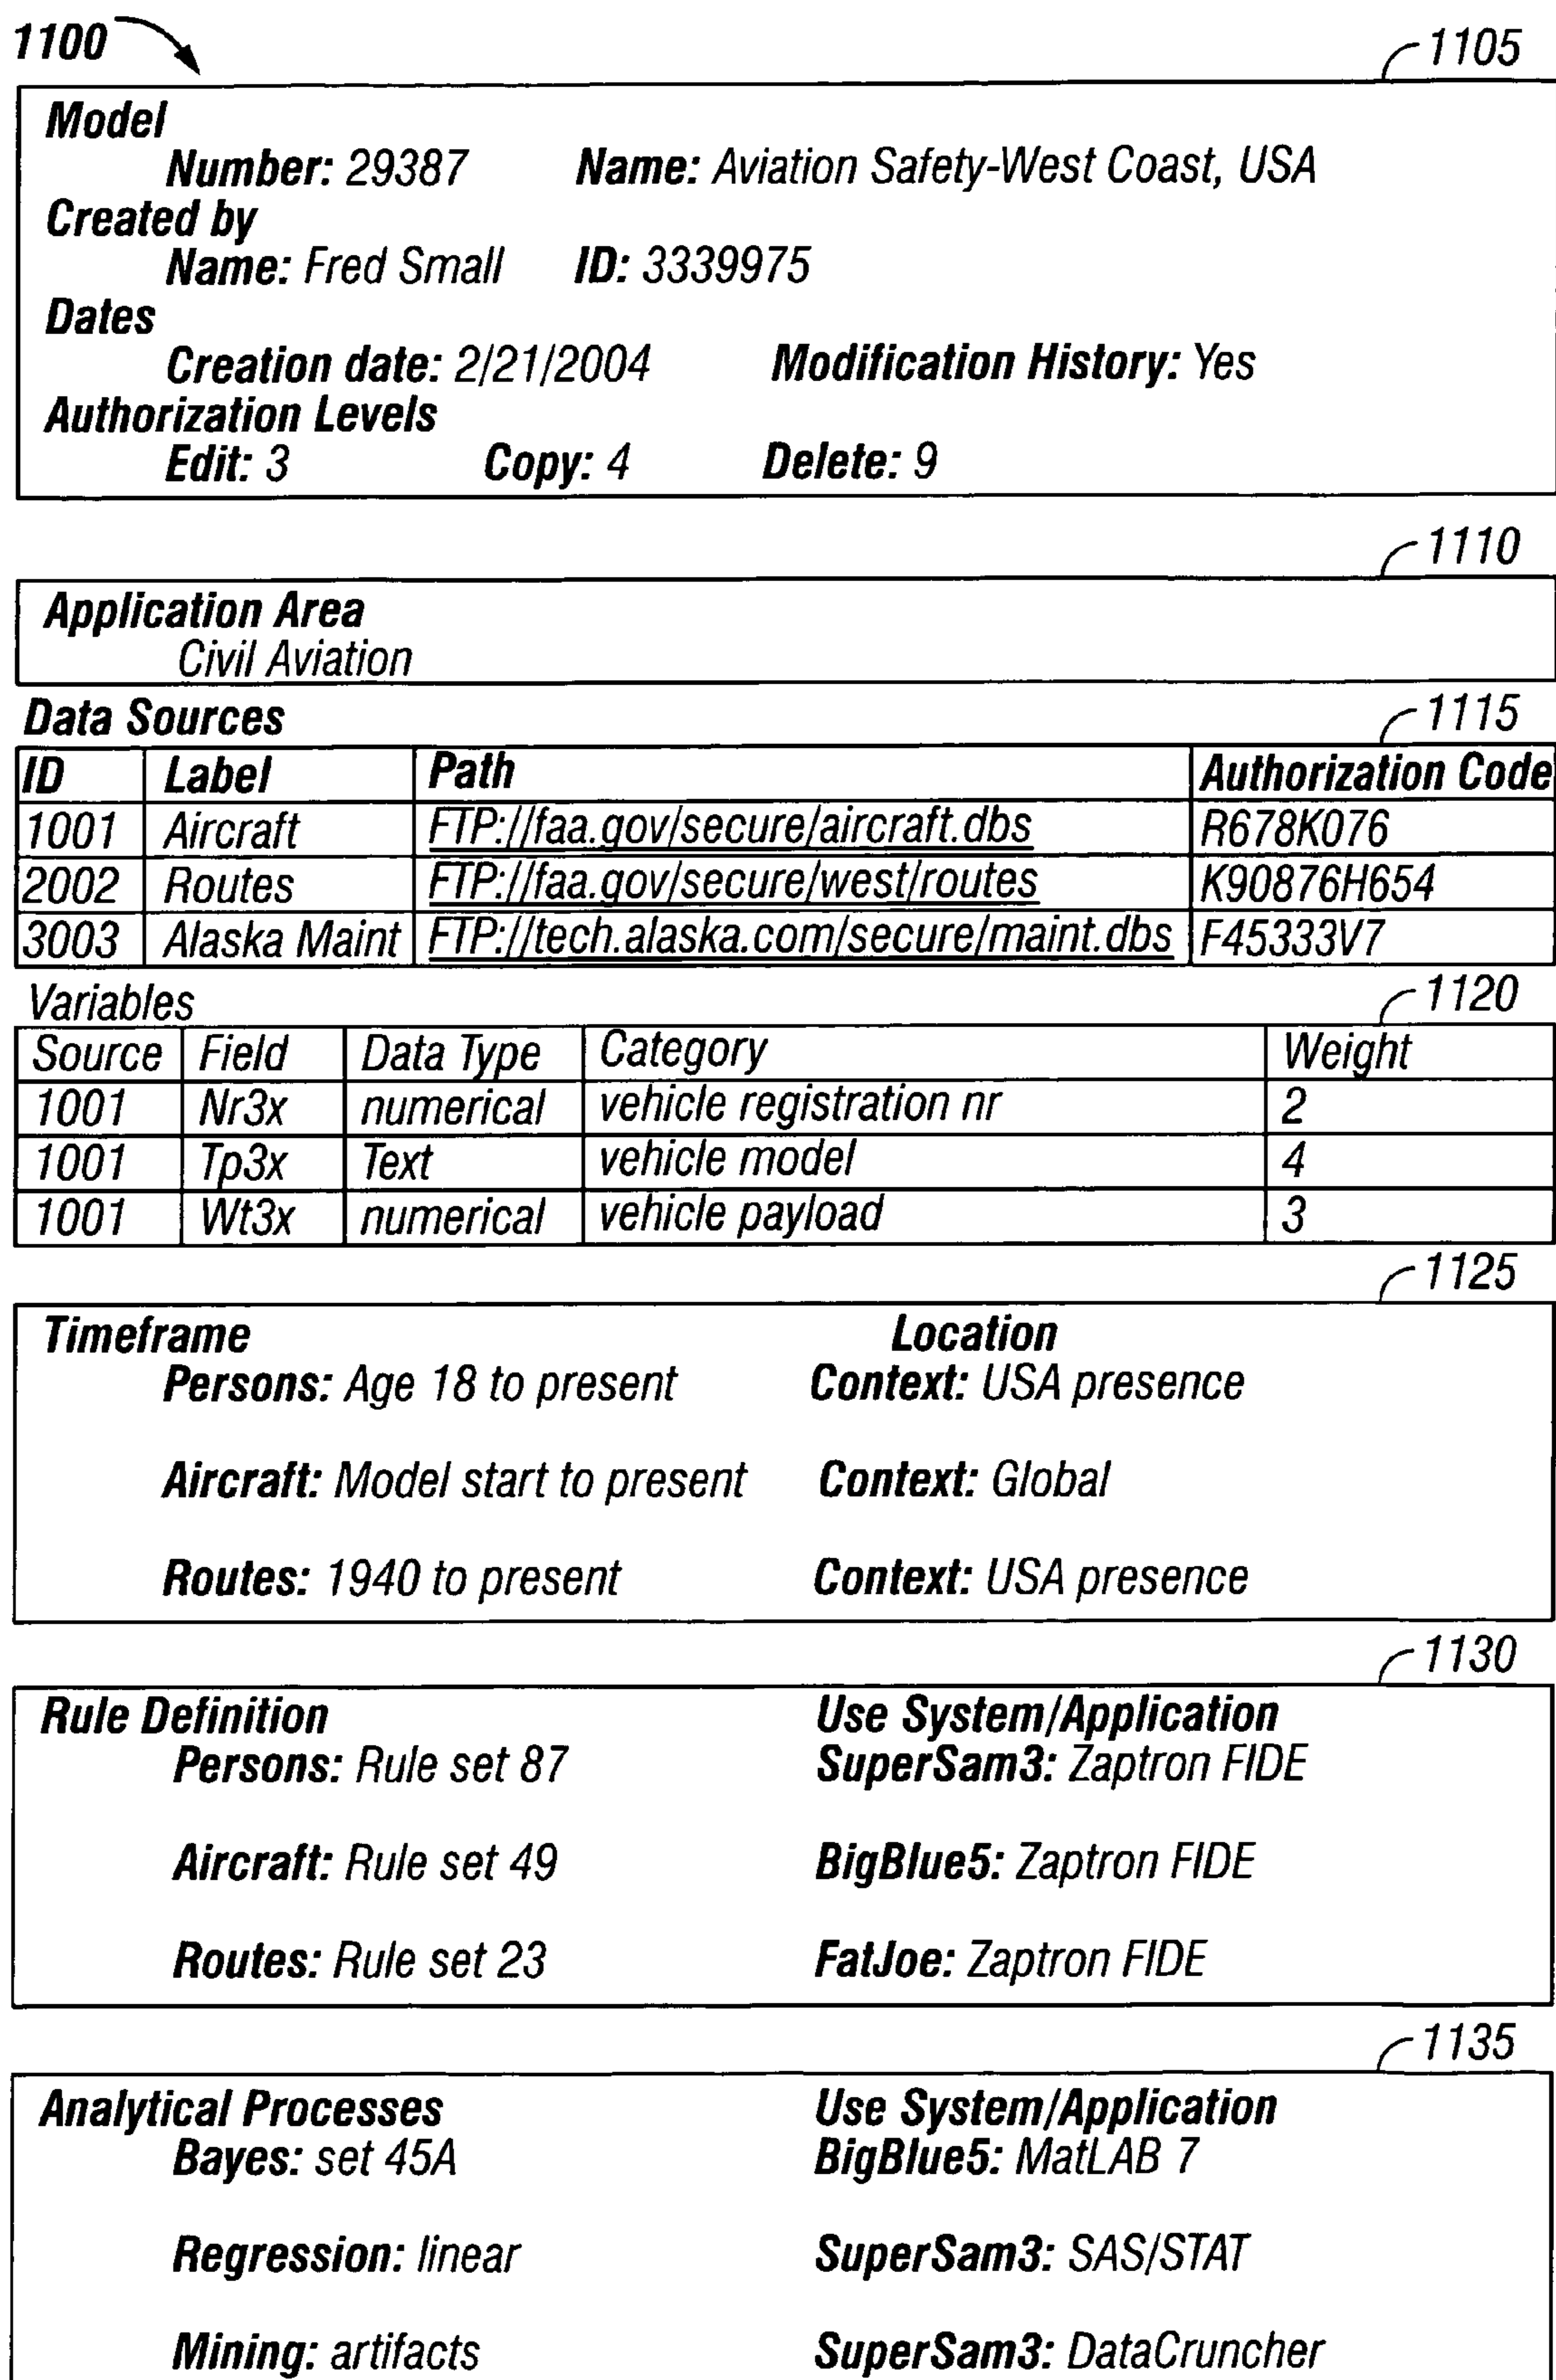 1100
1105
Model
Number: 29387 Name: Aviation Safety-West Coast, USA
Created by
Name: Fred Small ID: 3339975
Dates
Creation date: 2/21/2004 Modification History: Yes
Authorization Levels
Edit: 3 Copy: 4 Delete: 9
1110
Application Area
Civil Aviation
Data Sources 1115
ID Label Path Authorization Code
1001 Aircraft FTP://faa.gov/secure/aircraft.dbs R678K076
2002 Routes FTP://faa.gov/secure/west/routes K90876H654
3003 Alaska Maint FTP://tech.alaska.com/secure/maint.dbs F45333V7
Variables 1120
Source Field Data Type Category Weight
1001 Nr3x numerical vehicle registration nr 2
1001 Tp3x Text vehicle model 4
1001 Wt3x numerical vehicle payload 3
1125
Timeframe Location
Persons: Age 18 to present Context: USA presence
Aircraft: Model start to present Context: Global
Routes: 1940 to present Context: USA presence
1130
Rule Definition Use System/Application
Persons: Rule set 87 SuperSam3: Zaptron FIDE
Aircraft: Rule set 49 BigBlue5: Zaptron FIDE
Routes: Rule set 23 FatJoe: Zaptron FIDE
1135
Analytical Processes Use System/Application
Bayes: set 45A BigBlue5: MatLAB 7
Regression: linear SuperSam3: SAS/STAT
Mining: artifacts SuperSam3: DataCruncher